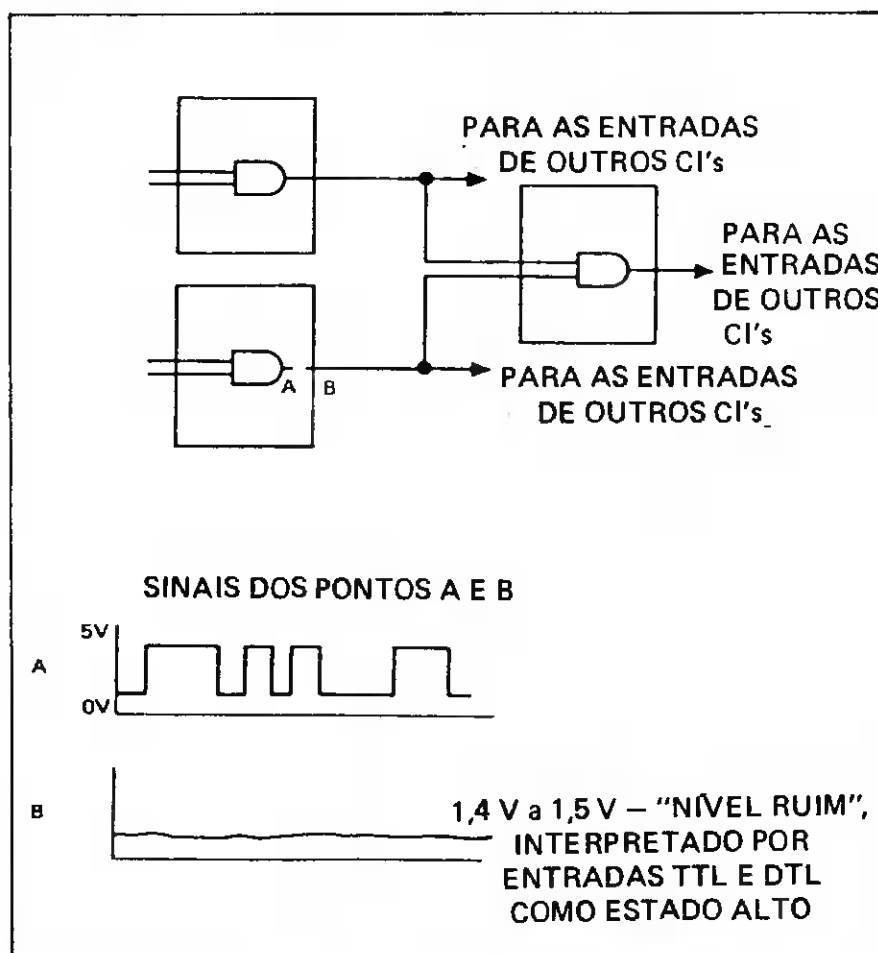 PARA AS ENTRADAS
DE OUTROS CI's
PARA AS
ENTRADAS
DE OUTROS
CI's
A B
PARA AS ENTRADAS
DE OUTROS CI's
SINAIS DOS PONTOS A E B
5V
A
0V
B
1,4 V a 1,5 V – "NÍVEL RUIM",
INTERPRETADO POR
ENTRADAS TTL E DTL
COMO ESTADO ALTO